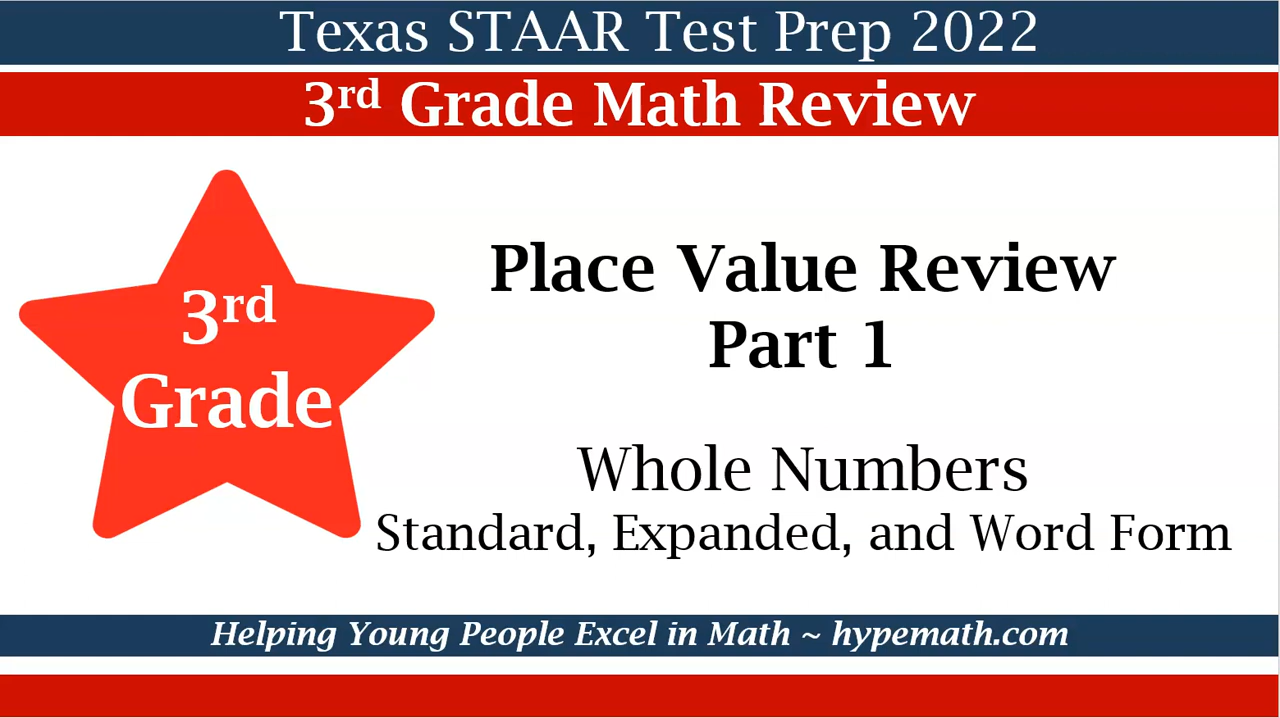 Texas STAAR Test Prep 2022
3rd Grade Math Review
3rd
Grade
Place Value Review
Part 1
Whole Numbers
Standard, Expanded, and Word Form
Helping Young People Excel in Math ~ hypemath.com